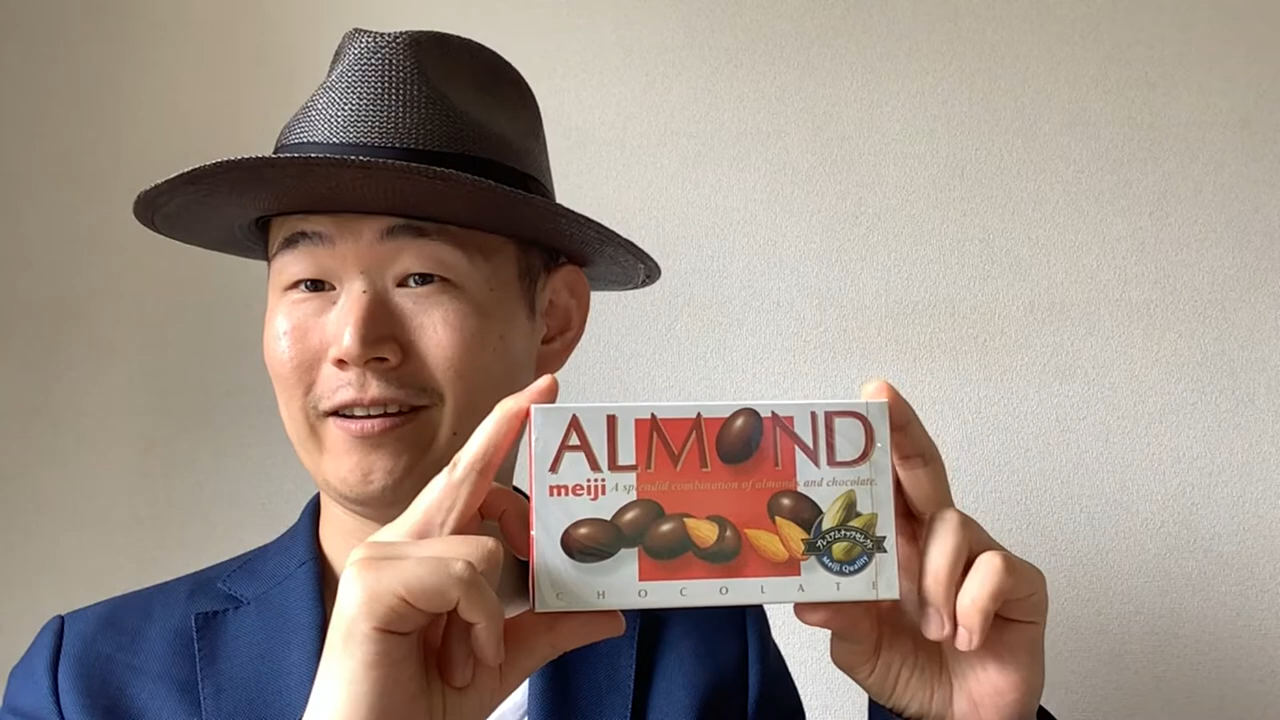 ALMOND
meiji A splendid combination of almonds and chocolate.
プレミアムナッツセレクト
Meiji Quality
CHOCOLATE